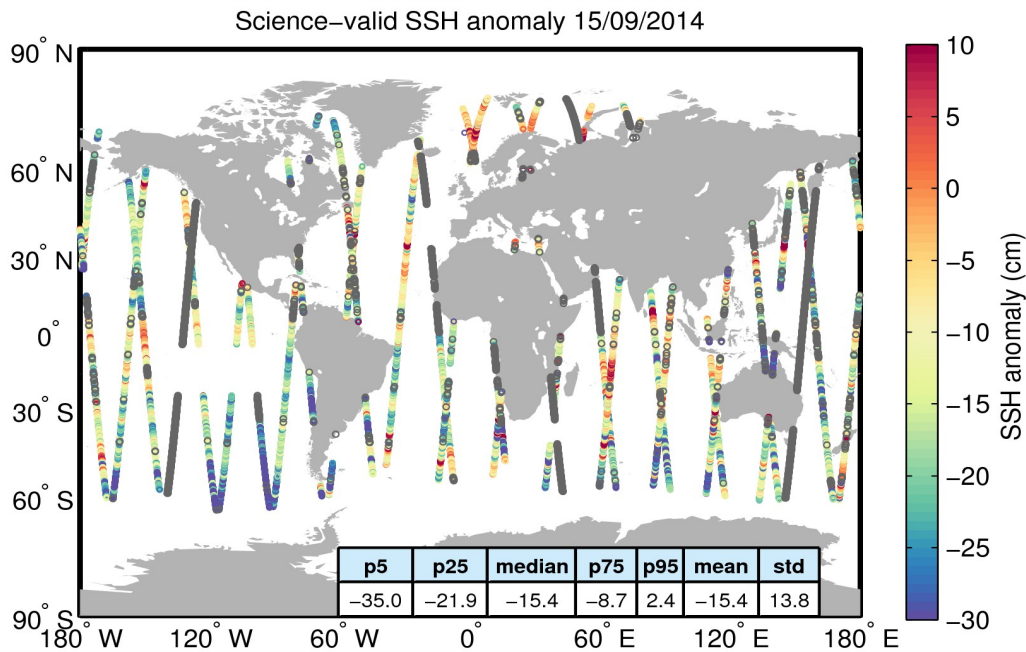 Science−valid SSH anomaly 15/09/2014
90° N
60° N
30° N
0°
30° S
60° S
90° S
180° W
120° W
60° W
0°
60° E
120° E
180° E
p5 p25 median p75 p95 mean std
−35.0 −21.9 −15.4 −8.7 2.4 −15.4 13.8
10
5
0
−5
−10
−15
−20
−25
−30
SSH anomaly (cm)